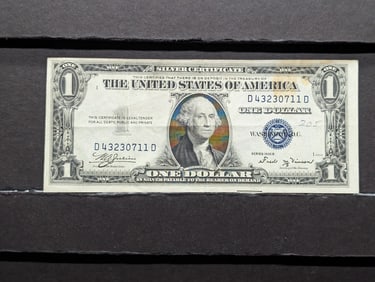 SILVER CERTIFICATE
THIS CERTIFIES THAT THERE IS ON DEPOSIT IN THE TREASURY OF
THE UNITED STATES OF AMERICA
1
1
D 43230711 D
ONE DOLLAR
THIS CERTIFICATE IS LEGAL TENDER
FOR ALL DEBTS, PUBLIC AND PRIVATE
WASHINGTON, D.C.
D 43230711 D
1
1
ONE DOLLAR
IN SILVER PAYABLE TO THE BEARER ON DEMAND